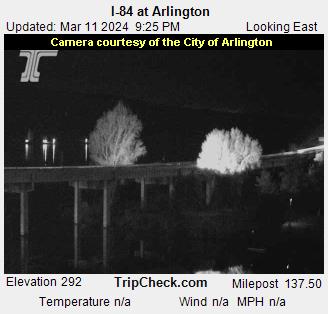 I-84 at Arlington
Updated: Mar 11 2024 9:25 PM Looking East
Camera courtesy of the City of Arlington
Elevation 292 TripCheck.com Milepost 137.50
Temperature n/a Wind n/a MPH n/a